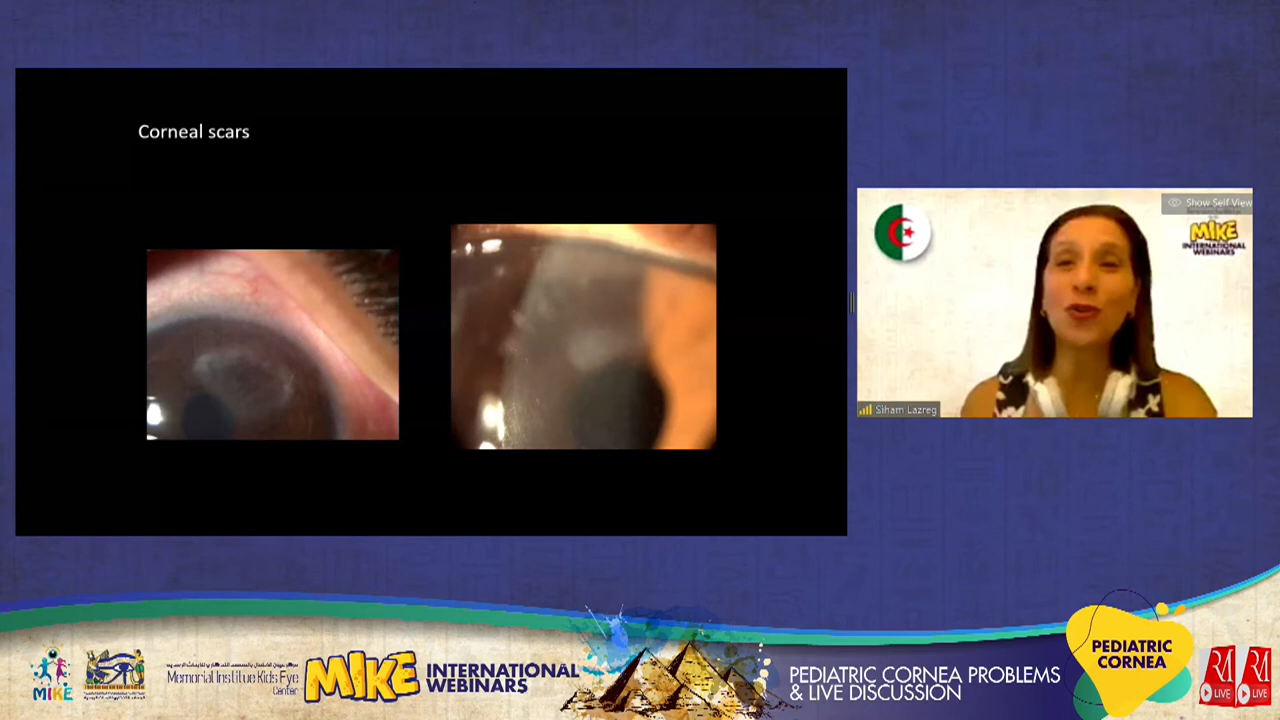 Corneal scars
Show Self View
MIKE
INTERNATIONAL
WEBINARS
Siham Lazreg
MIKE
Memorial Institue Kids Eye
Center
MIKE
INTERNATIONAL
WEBINARS
PEDIATRIC CORNEA PROBLEMS
& LIVE DISCUSSION
PEDIATRIC
CORNEA
LIVE
LIVE